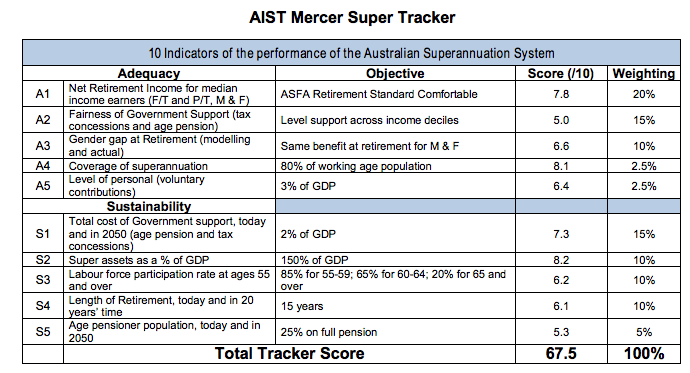 AIST Mercer Super Tracker
10 Indicators of the performance of the Australian Superannuation System
Adequacy Objective Score (/10) Weighting
A1 Net Retirement Income for median income earners (F/T and P/T, M & F) ASFA Retirement Standard Comfortable 7.8 20%
A2 Fairness of Government Support (tax concessions and age pension) Level support across income deciles 5.0 15%
A3 Gender gap at Retirement (modelling and actual) Same benefit at retirement for M & F 6.6 10%
A4 Coverage of superannuation 80% of working age population 8.1 2.5%
A5 Level of personal (voluntary contributions) 3% of GDP 6.4 2.5%
Sustainability
S1 Total cost of Government support, today and in 2050 (age pension and tax concessions) 2% of GDP 7.3 15%
S2 Super assets as a % of GDP 150% of GDP 8.2 10%
S3 Labour force participation rate at ages 55 and over 85% for 55-59; 65% for 60-64; 20% for 65 and over 6.2 10%
S4 Length of Retirement, today and in 20 years' time 15 years 6.1 10%
S5 Age pensioner population, today and in 2050 25% on full pension 5.3 5%
Total Tracker Score 67.5 100%